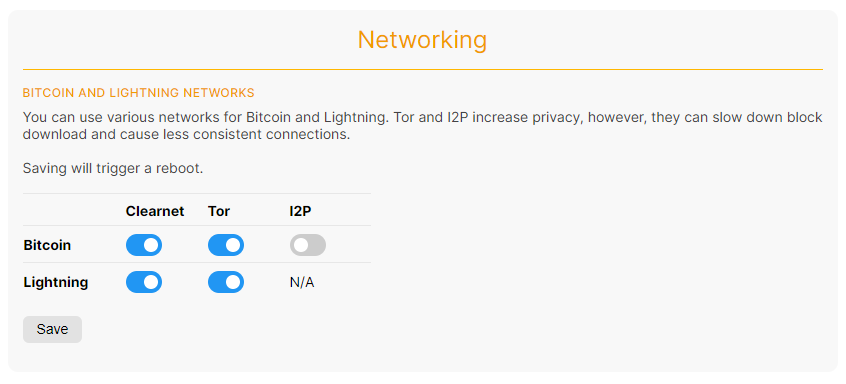 Networking
BITCOIN AND LIGHTNING NETWORKS
You can use various networks for Bitcoin and Lightning. Tor and I2P increase privacy, however, they can slow down block
download and cause less consistent connections.
Saving will trigger a reboot.
Clearnet Tor I2P
Bitcoin
Lightning N/A
Save